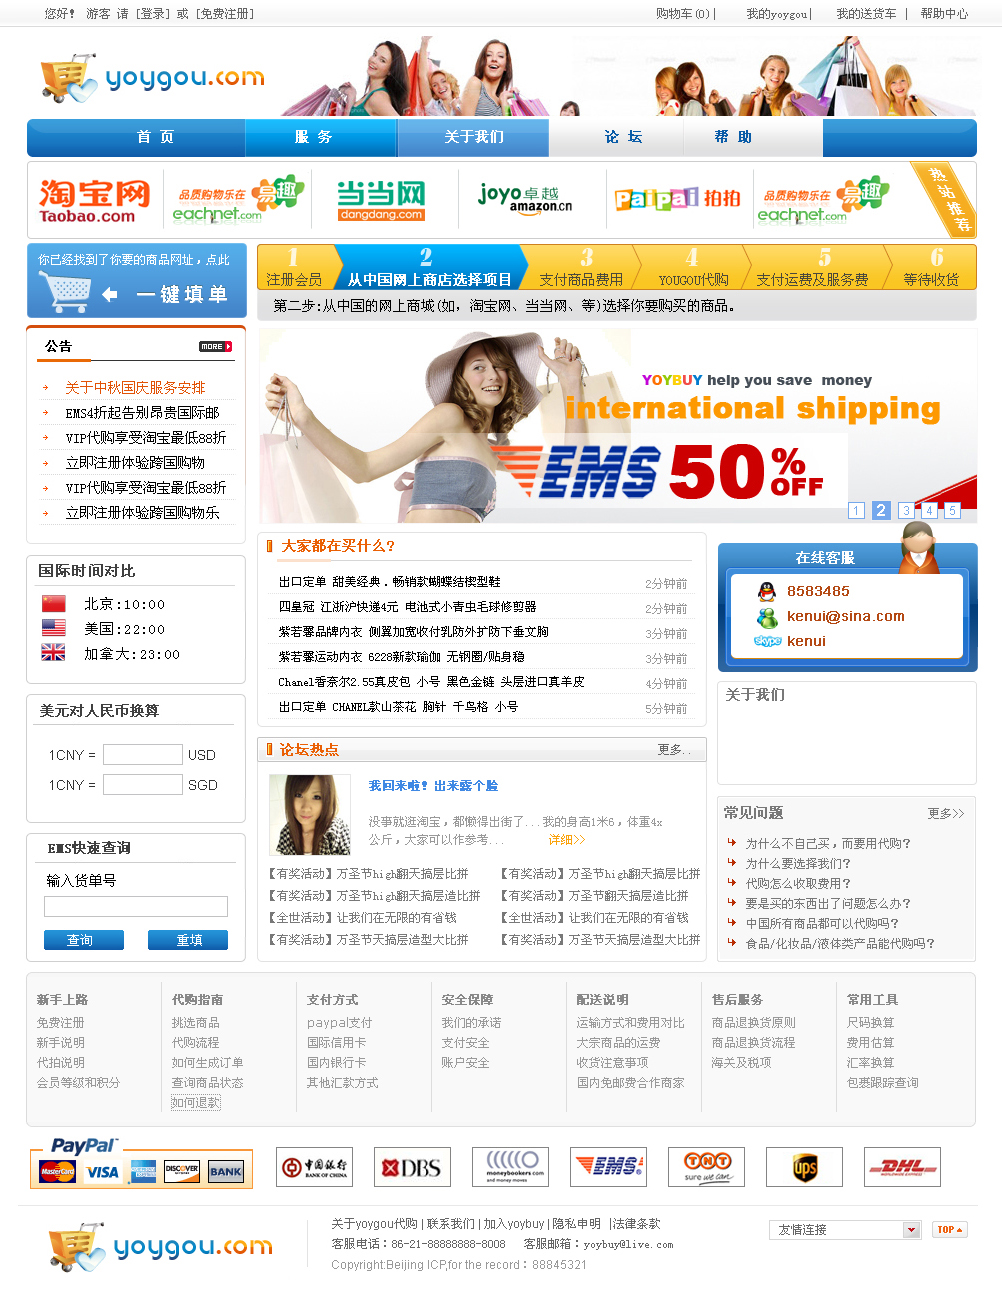 您好! 游客 请 [登录] 或 [免费注册]
购物车(0)| 我的yoygou| 我的送货车 | 帮助中心
yoygou.com
首 页 服 务 关于我们 论 坛 帮 助
淘宝网 Taobao.com
品质购物乐在 易趣 eachnet.com
当当网 dangdang.com
joyo卓越 amazon.cn
PaiPai 拍拍
品质购物乐在 易趣 eachnet.com
热站推荐
你已经找到了你要的商品网址，点此
一键填单
1 注册会员
2 从中国网上商店选择项目
3 支付商品费用
4 YOUGOU代购
5 支付运费及服务费
6 等待收货
第二步:从中国的网上商城(如，淘宝网、当当网、等)选择你要购买的商品。
公告 MORE
关于中秋国庆服务安排
EMS4折起告别昂贵国际邮
VIP代购享受淘宝最低88折
立即注册体验跨国购物
VIP代购享受淘宝最低88折
立即注册体验跨国购物乐
YOYBUY help you save money
international shipping
EMS 50% OFF
1 2 3 4 5
国际时间对比
北京:10:00
美国:22:00
加拿大:23:00
大家都在买什么?
出口定单 甜美经典．畅销款蝴蝶结楔型鞋 2分钟前
四皇冠 江浙沪快递4元 电池式小青虫毛球修剪器 2分钟前
紫若馨品牌内衣 侧翼加宽收付乳防外扩防下垂文胸 3分钟前
紫若馨运动内衣 6228新款瑜伽 无钢圈/贴身稳 3分钟前
Chanel香奈尔2.55真皮包 小号 黑色金链 头层进口真羊皮 4分钟前
出口定单 CHANEL款山茶花 胸针 千鸟格 小号 5分钟前
在线客服
8583485
kenui@sina.com
skype kenui
关于我们
美元对人民币换算
1CNY = USD
1CNY = SGD
论坛热点 更多..
我回来啦! 出来露个脸
没事就逛淘宝，都懒得出街了...我的身高1米6，体重4x
公斤，大家可以作参考... 详细>>
【有奖活动】万圣节high翻天搞层比拼 【有奖活动】万圣节high翻天搞层比拼
【有奖活动】万圣节high翻天搞层造比拼 【有奖活动】万圣节翻天搞层造比拼
【全世活动】让我们在无限的有省钱 【全世活动】让我们在无限的有省钱
【有奖活动】万圣节天搞层造型大比拼 【有奖活动】万圣节天搞层造型大比拼
常见问题 更多>>
为什么不自己买，而要用代购?
为什么要选择我们?
代购怎么收取费用?
要是买的东西出了问题怎么办?
中国所有商品都可以代购吗?
食品/化妆品/液体类产品能代购吗?
EMS快速查询
输入货单号
查询 重填
新手上路
免费注册
新手说明
代拍说明
会员等级和积分
代购指南
挑选商品
代购流程
如何生成订单
查询商品状态
如何退款
支付方式
paypal支付
国际信用卡
国内银行卡
其他汇款方式
安全保障
我们的承诺
支付安全
账户安全
配送说明
运输方式和费用对比
大宗商品的运费
收货注意事项
国内免邮费合作商家
售后服务
商品退换货原则
商品退换货流程
海关及税项
常用工具
尺码换算
费用估算
汇率换算
包裹跟踪查询
PayPal
MasterCard VISA AMERICAN EXPRESS DISCOVER BANK
中国银行 BANK OF CHINA
DBS
moneybookers.com and money moves
EMS
TNT sure we can
ups
DHL
yoygou.com
关于yoygou代购 | 联系我们 | 加入yoybuy | 隐私申明 |法律条款
客服电话：86-21-88888888-8008 客服邮箱：yoybuy@live.com
Copyright:Beijing ICP,for the record：88845321
友情连接
TOP